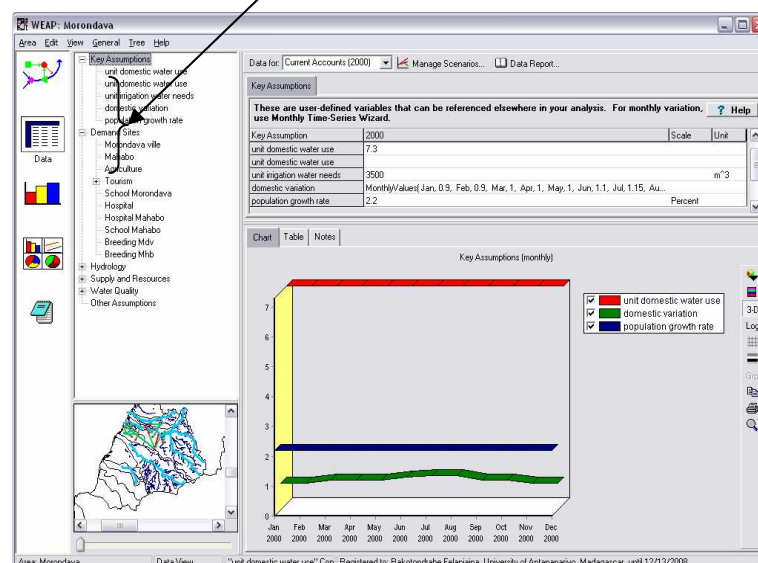 WEAP: Morondava
Area Edit View General Tree Help
Key Assumptions
unit domestic water use
unit domestic water use
unit irrigation water needs
domestic variation
population growth rate
Demand Sites
Morondava ville
Mahabo
Agriculture
Tourism
School Morondava
Hospital
Hospital Mahabo
School Mahabo
Breeding Mdv
Breeding Mhb
Hydrology
Supply and Resources
Water Quality
Other Assumptions
Data
Data for: Current Accounts (2000) Manage Scenarios... Data Report...
Key Assumptions
These are user-defined variables that can be referenced elsewhere in your analysis. For monthly variation,
use Monthly Time-Series Wizard.
? Help
Key Assumption 2000 Scale Unit
unit domestic water use 7.3
unit domestic water use
unit irigation water needs 3500 m^3
domestic variation MonthlyValues( Jan, 0.9, Feb, 0.9, Mar, 1, Apr, 1, May, 1, Jun, 1.1, Jul, 1.15, Au...
population growth rate 2.2 Percent
Chart Table Notes
Key Assumptions (monthly)
unit domestic water use
domestic variation
population growth rate
3-D
Log
Grp
7
6
5
4
3
2
1
0
Jan Feb Mar Apr May Jun Jul Aug Sep Oct Nov Dec
2000 2000 2000 2000 2000 2000 2000 2000 2000 2000 2000 2000
Area: Morondava Data View "unit domestic water use" Cop Registered to: Rakotondrabe Felaniaina, University of Antananarivo, Madagascar, until 12/13/2008